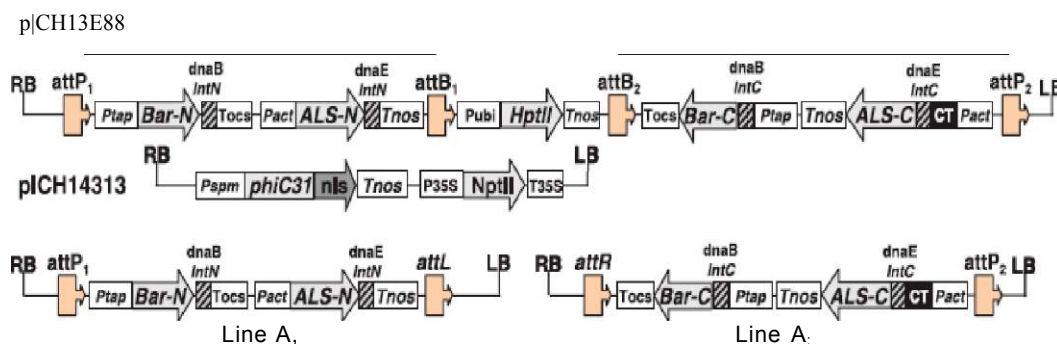 p|CH13E88
RB attP1 dnaB IntN dnaE IntN attB1 attB2 dnaB IntC dnaE IntC attP2 LB
Ptap Bar-N Tocs Pact ALS-N Tnos Pubi HptII Tnos Tocs Bar-C Ptap Tnos ALS-C CT Pact
RB LB
pICH14313 Pspm phiC31 nls Tnos P35S NptII T35S
RB attP1 dnaB IntN dnaE IntN attL LB RB attR dnaB IntC dnaE IntC attP2 LB
Ptap Bar-N Tocs Pact ALS-N Tnos Tocs Bar-C Ptap Tnos ALS-C CT Pact
Line A, Line A: